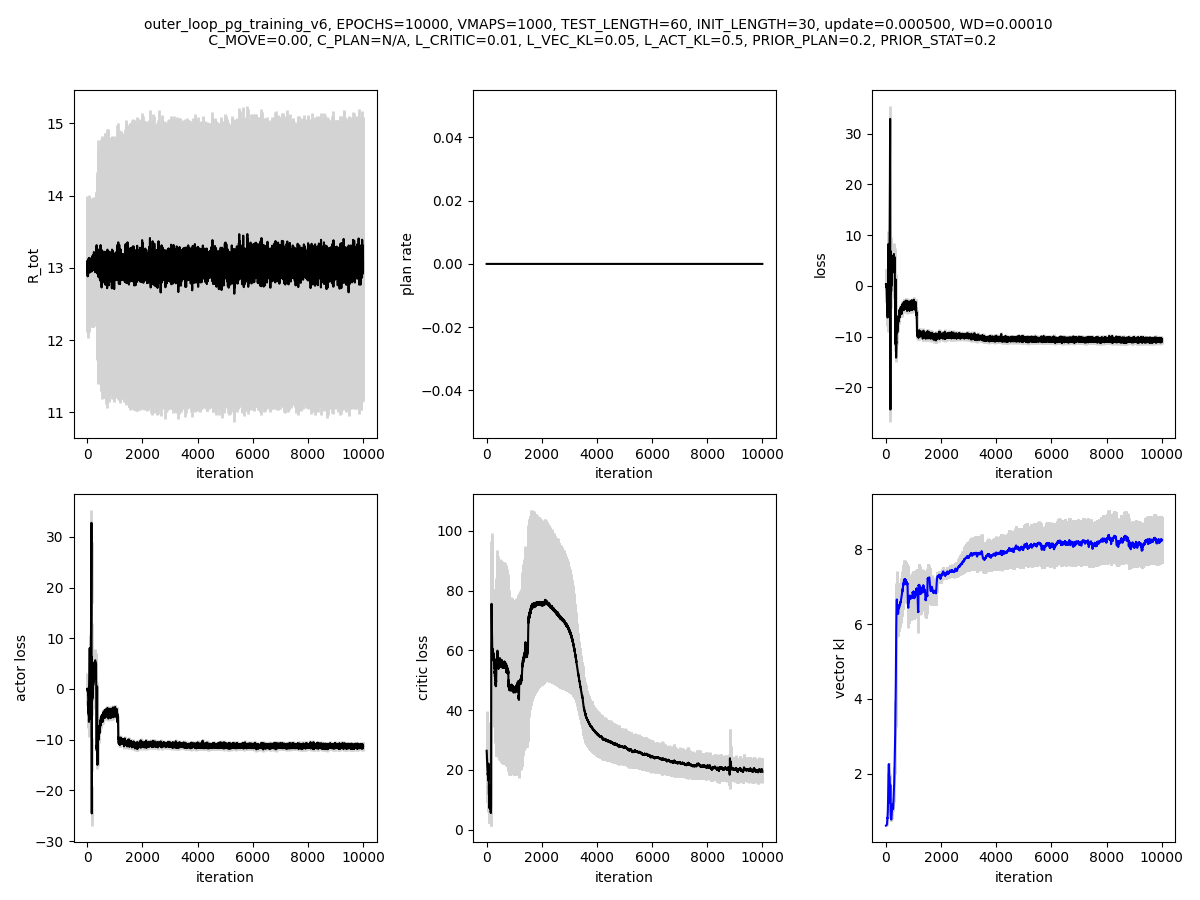 outer_loop_pg_training_v6, EPOCHS=10000, VMAPS=1000, TEST_LENGTH=60, INIT_LENGTH=30, update=0.000500, WD=0.00010
C_MOVE=0.00, C_PLAN=N/A, L_CRITIC=0.01, L_VEC_KL=0.05, L_ACT_KL=0.5, PRIOR_PLAN=0.2, PRIOR_STAT=0.2
R_tot
15
14
13
12
11
0 2000 4000 6000 8000 10000
iteration
plan rate
0.04
0.02
0.00
−0.02
−0.04
0 2000 4000 6000 8000 10000
iteration
loss
30
20
10
0
−10
−20
0 2000 4000 6000 8000 10000
iteration
actor loss
30
20
10
0
−10
−20
−30
0 2000 4000 6000 8000 10000
iteration
critic loss
100
80
60
40
20
0
0 2000 4000 6000 8000 10000
iteration
vector kl
8
6
4
2
0 2000 4000 6000 8000 10000
iteration